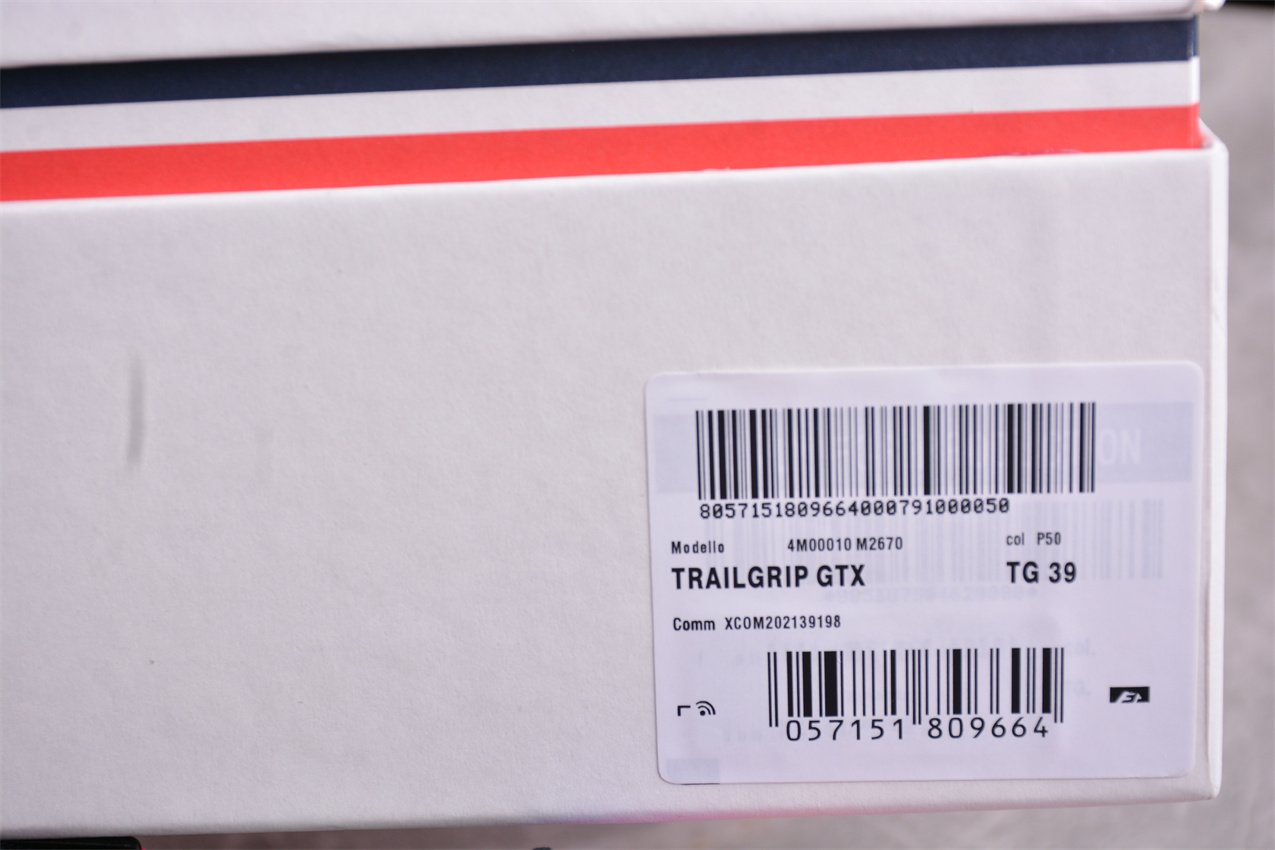 8057151809664000791000050
Modello 4M00010 M2670 col P50
TRAILGRIP GTX TG 39
Comm XCOM202139198
057151 809664